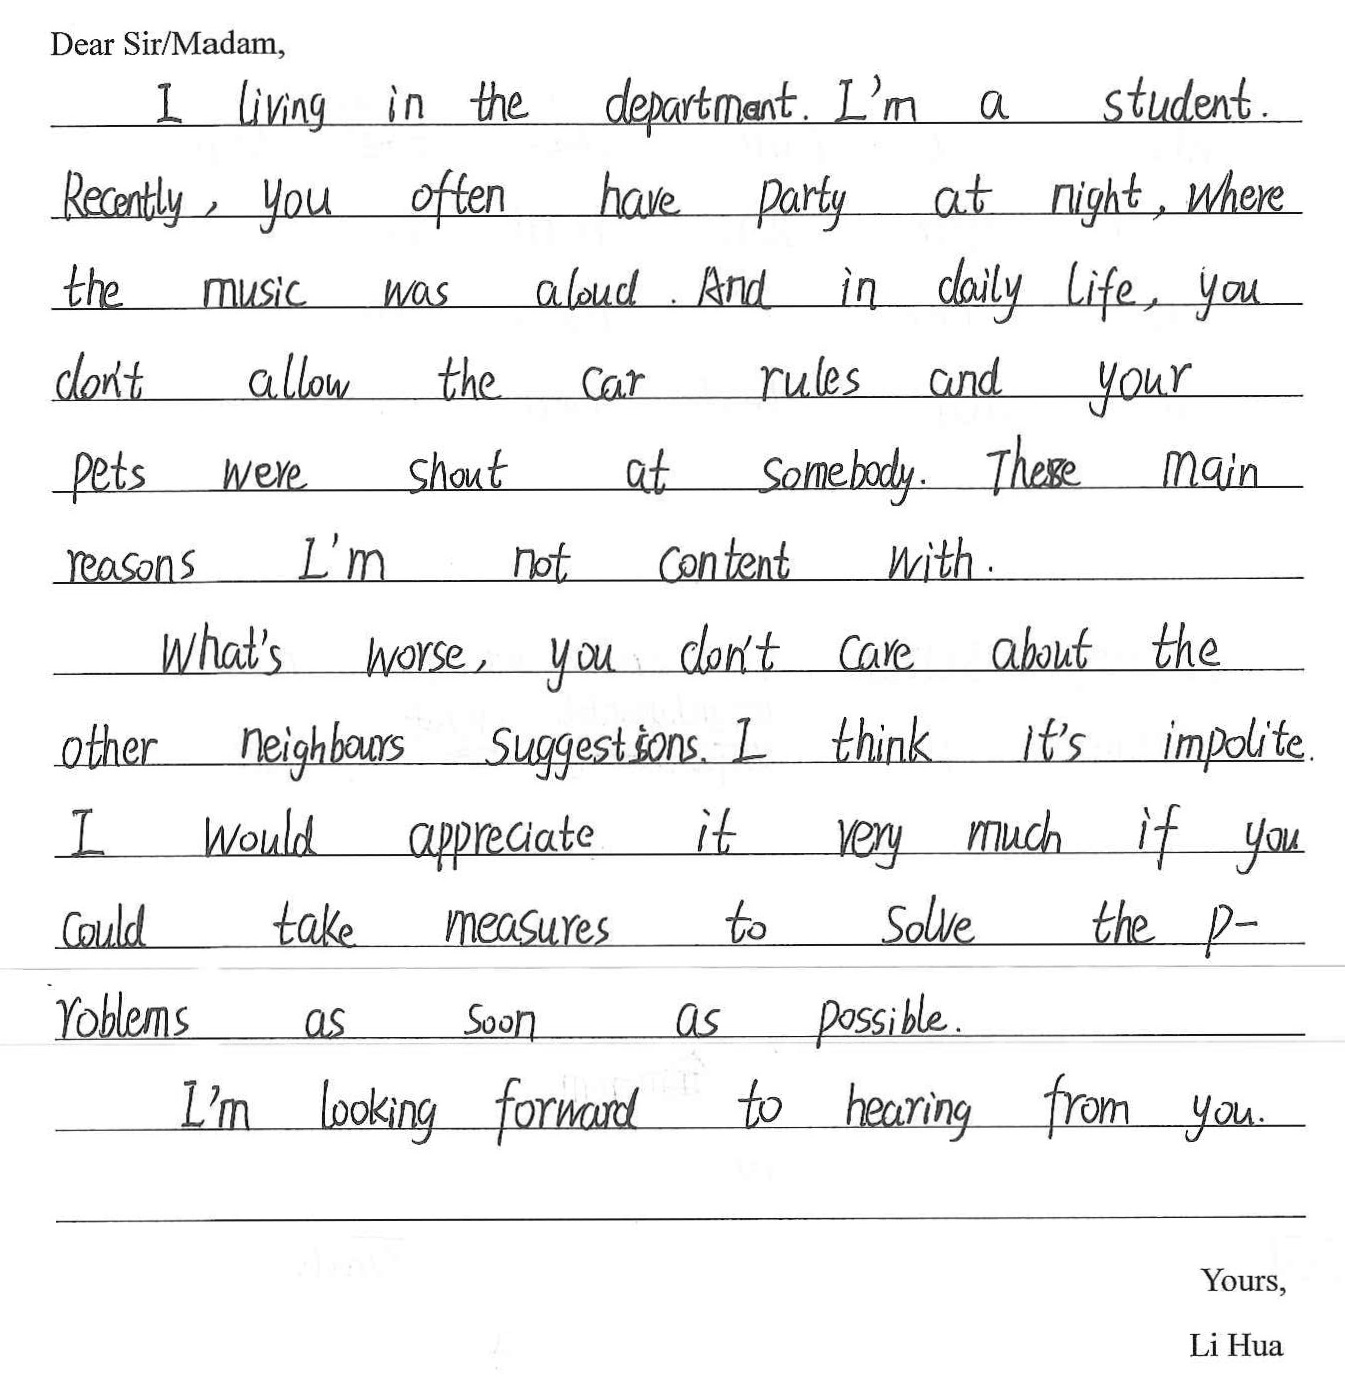 Dear Sir/Madam,
I living in the department. I'm a student.
Recently, you often have party at night, where
the music was aloud. And in daily life, you
don't allow the car rules and your
pets were shout at somebody. These main
reasons I'm not content with.
What's worse, you don't care about the
other neighbours suggestions. I think it's impolite.
I would appreciate it very much if you
could take measures to solve the p-
roblems as soon as possible.
I'm looking forward to hearing from you.
Yours,
Li Hua